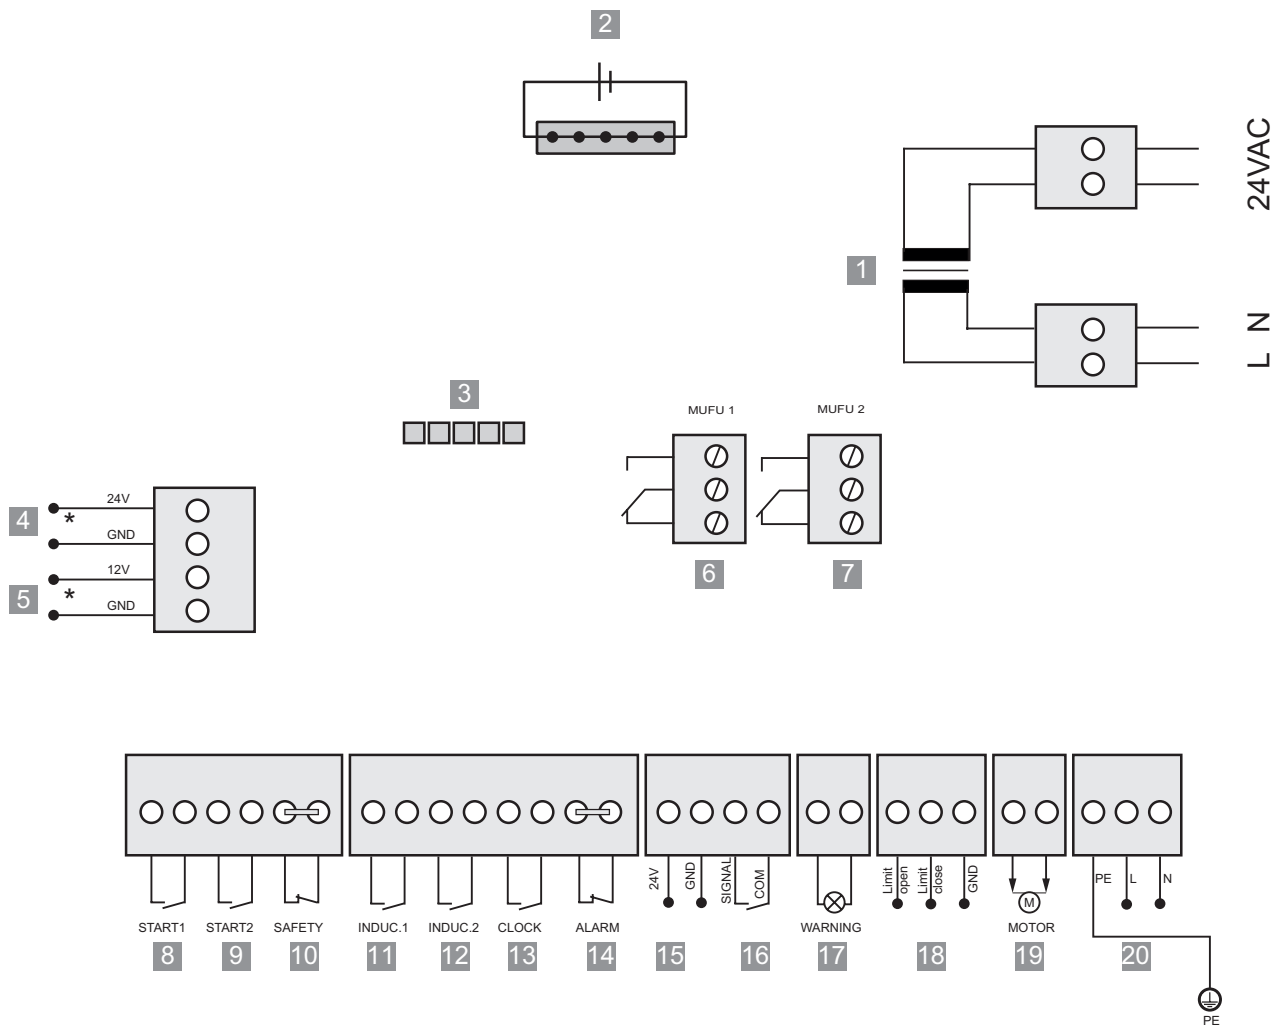 2
24VAC
1
L N
3
MUFU 1
MUFU 2
4
24V
*
GND
12V
5
*
GND
6
7
24V
GND
SIGNAL
COM
Limit
open
Limit
close
GND
M
PE
L
N
START1
START2
SAFETY
INDUC.1
INDUC.2
CLOCK
ALARM
WARNING
MOTOR
8
9
10
11
12
13
14
15
16
17
18
19
20
PE